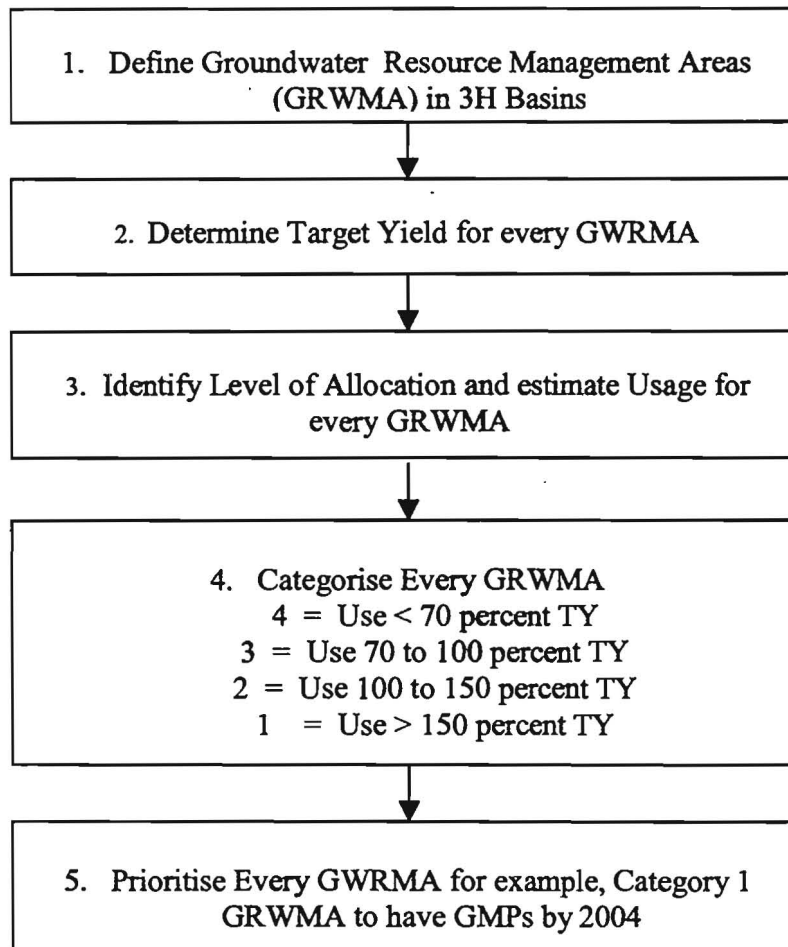 1. Define Groundwater Resource Management Areas
(GRWMA) in 3H Basins
2. Determine Target Yield for every GWRMA
3. Identify Level of Allocation and estimate Usage for
every GRWMA
4. Categorise Every GRWMA
4 = Use < 70 percent TY
3 = Use 70 to 100 percent TY
2 = Use 100 to 150 percent TY
1 = Use > 150 percent TY
5. Prioritise Every GWRMA for example, Category 1
GRWMA to have GMPs by 2004